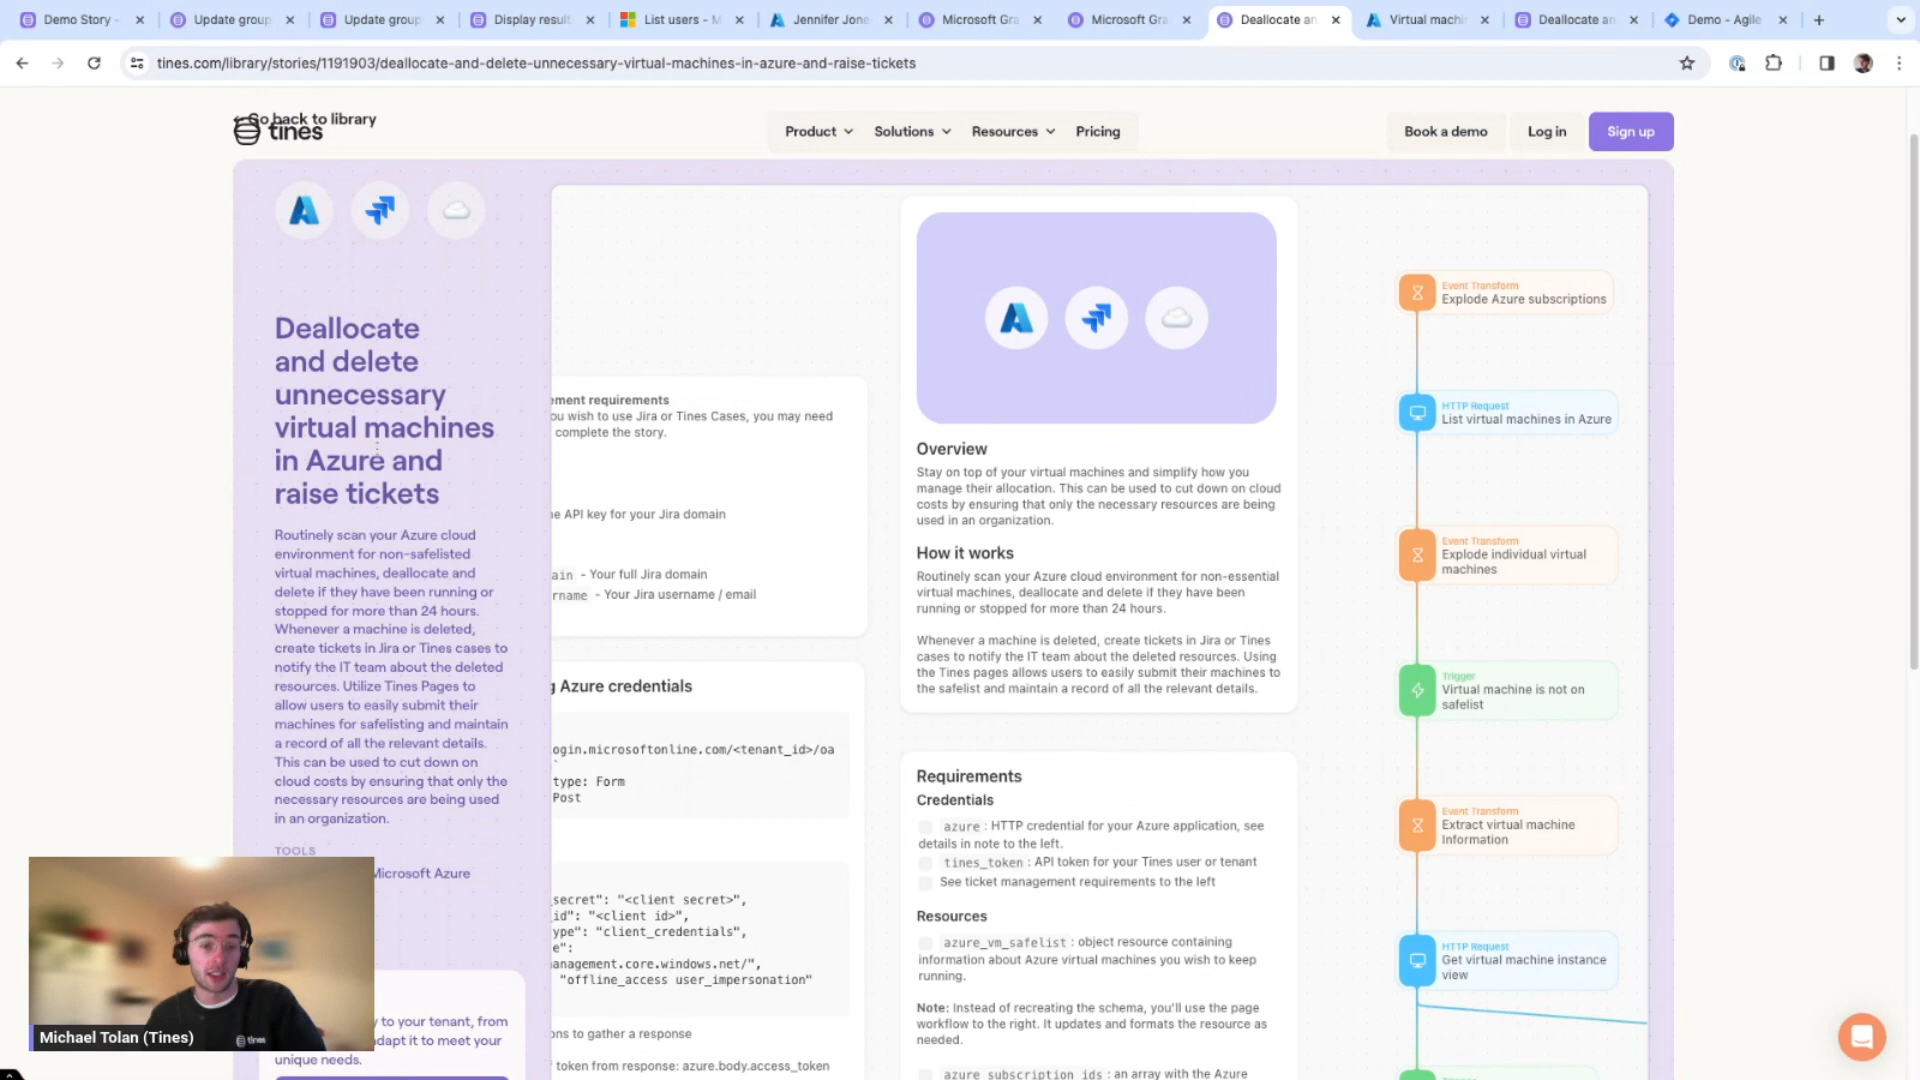 Demo Story -
Update group
Update group
Display result
List users - M
Jennifer Jone
Microsoft Gra
Microsoft Gra
Deallocate an
Virtual machi
Deallocate an
Demo - Agile
tines.com/library/stories/1191903/deallocate-and-delete-unnecessary-virtual-machines-in-azure-and-raise-tickets
Go back to library
tines
Product
Solutions
Resources
Pricing
Book a demo
Log in
Sign up
Deallocate
and delete
unnecessary
virtual machines
in Azure and
raise tickets
Routinely scan your Azure cloud
environment for non-safelisted
virtual machines, deallocate and
delete if they have been running or
stopped for more than 24 hours.
Whenever a machine is deleted,
create tickets in Jira or Tines cases to
notify the IT team about the deleted
resources. Utilize Tines Pages to
allow users to easily submit their
machines for safelisting and maintain
a record of all the relevant details.
This can be used to cut down on
cloud costs by ensuring that only the
necessary resources are being used
in an organization.
TOOLS
Microsoft Azure
y to your tenant, from
adapt it to meet your
unique needs.
Michael Tolan (Tines)
tines
ement requirements
ou wish to use Jira or Tines Cases, you may need
complete the story.
e API key for your Jira domain
ain - Your full Jira domain
rname - Your Jira username / email
g Azure credentials
ogin.microsoftonline.com/<tenant_id>/oa
`
type: Form
Post
secret": "<client secret>",
id": "<client id>",
ype": "client_credentials",
e":
anagement.core.windows.net/",
"offline_access user_impersonation"
ons to gather a response
token from response: azure.body.access_token
Overview
Stay on top of your virtual machines and simplify how you
manage their allocation. This can be used to cut down on cloud
costs by ensuring that only the necessary resources are being
used in an organization.
How it works
Routinely scan your Azure cloud environment for non-essential
virtual machines, deallocate and delete if they have been
running or stopped for more than 24 hours.
Whenever a machine is deleted, create tickets in Jira or Tines
cases to notify the IT team about the deleted resources. Using
the Tines pages allows users to easily submit their machines to
the safelist and maintain a record of all the relevant details.
Requirements
Credentials
azure : HTTP credential for your Azure application, see
details in note to the left.
tines_token : API token for your Tines user or tenant
See ticket management requirements to the left
Resources
azure_vm_safelist : object resource containing
information about Azure virtual machines you wish to keep
running.
Note: Instead of recreating the schema, you'll use the page
workflow to the right. It updates and formats the resource as
needed.
azure_subscription_ids : an array with the Azure
Event Transform
Explode Azure subscriptions
HTTP Request
List virtual machines in Azure
Event Transform
Explode individual virtual
machines
Trigger
Virtual machine is not on
safelist
Event Transform
Extract virtual machine
Information
HTTP Request
Get virtual machine instance
view